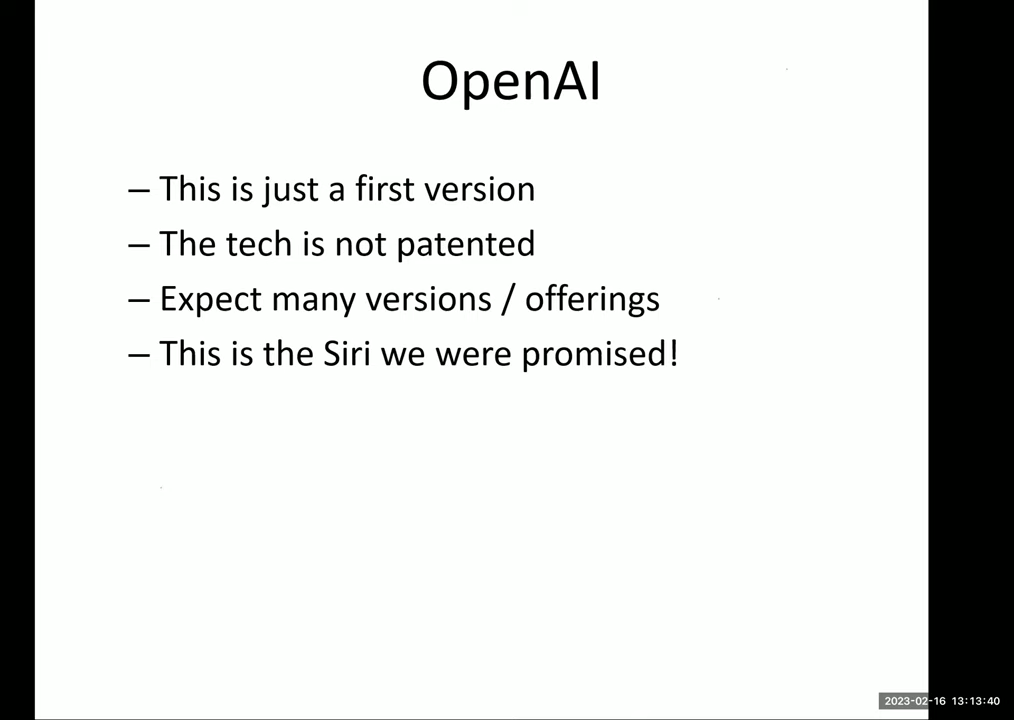 OpenAI
– This is just a first version
– The tech is not patented
– Expect many versions / offerings
– This is the Siri we were promised!
2023-02-16 13:13:40